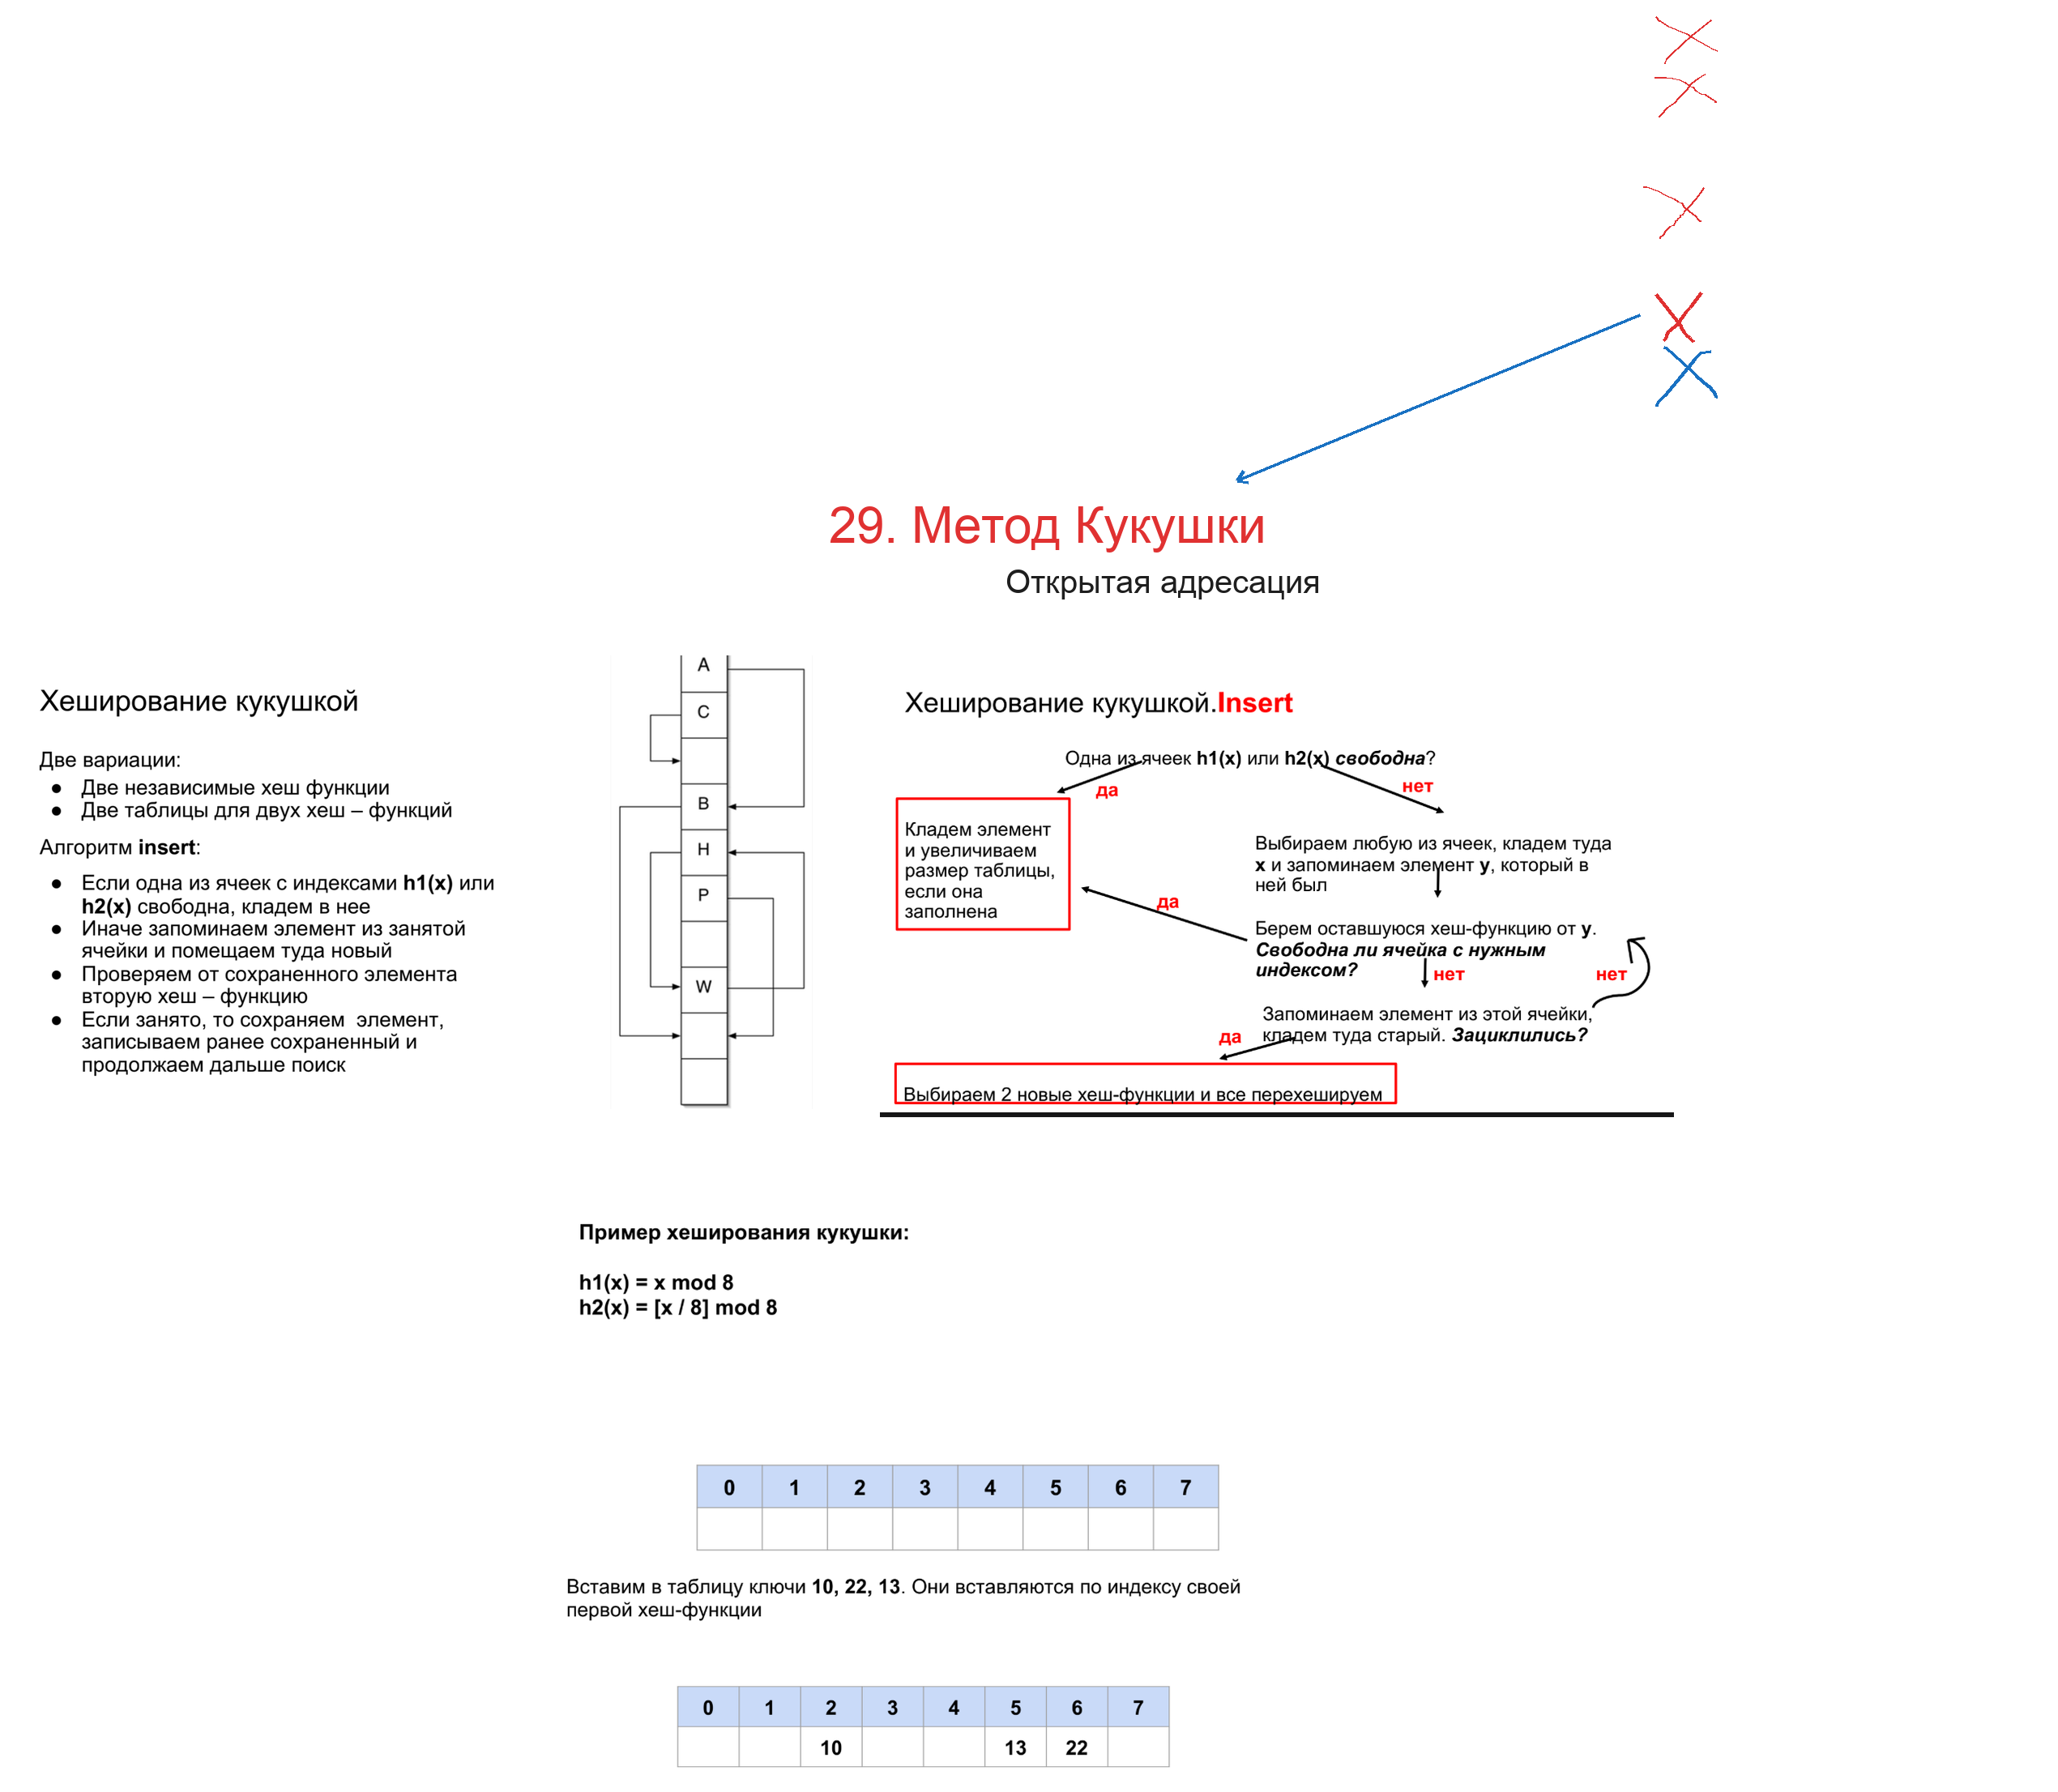 29. Метод Кукушки
Открытая адресация
Хеширование кукушкой
Две вариации:
● Две независимые хеш функции
● Две таблицы для двух хеш – функций
Алгоритм insert:
● Если одна из ячеек с индексами h1(x) или
h2(x) свободна, кладем в нее
● Иначе запоминаем элемент из занятой
ячейки и помещаем туда новый
● Проверяем от сохраненного элемента
вторую хеш – функцию
● Если занято, то сохраняем элемент,
записываем ранее сохраненный и
продолжаем дальше поиск
A
C
B
H
P
W
Хеширование кукушкой.Insert
Одна из ячеек h1(x) или h2(x) свободна?
да
нет
Кладем элемент
и увеличиваем
размер таблицы,
если она
заполнена
Выбираем любую из ячеек, кладем туда
x и запоминаем элемент y, который в
ней был
да
Берем оставшуюся хеш-функцию от y.
Свободна ли ячейка с нужным
индексом?
нет
нет
Запоминаем элемент из этой ячейки,
кладем туда старый. Зациклились?
да
Выбираем 2 новые хеш-функции и все перехешируем
Пример хеширования кукушки:
h1(x) = x mod 8
h2(x) = [x / 8] mod 8
0 1 2 3 4 5 6 7
Вставим в таблицу ключи 10, 22, 13. Они вставляются по индексу своей
первой хеш-функции
0 1 2 3 4 5 6 7
10 13 22